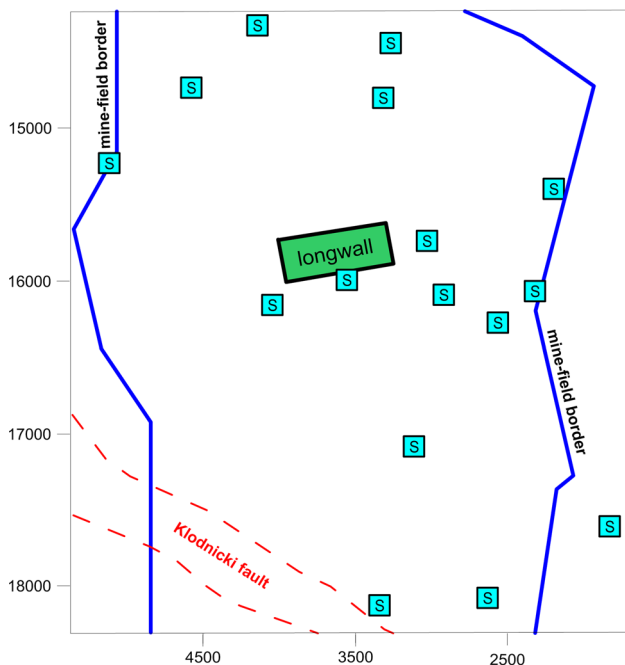 S
S
mine-field border
S
S
15000
S
S
S
longwall
16000
S
S
S
S
S
mine-field border
17000
S
S
Klodnicki fault
18000
S
S
4500
3500
2500